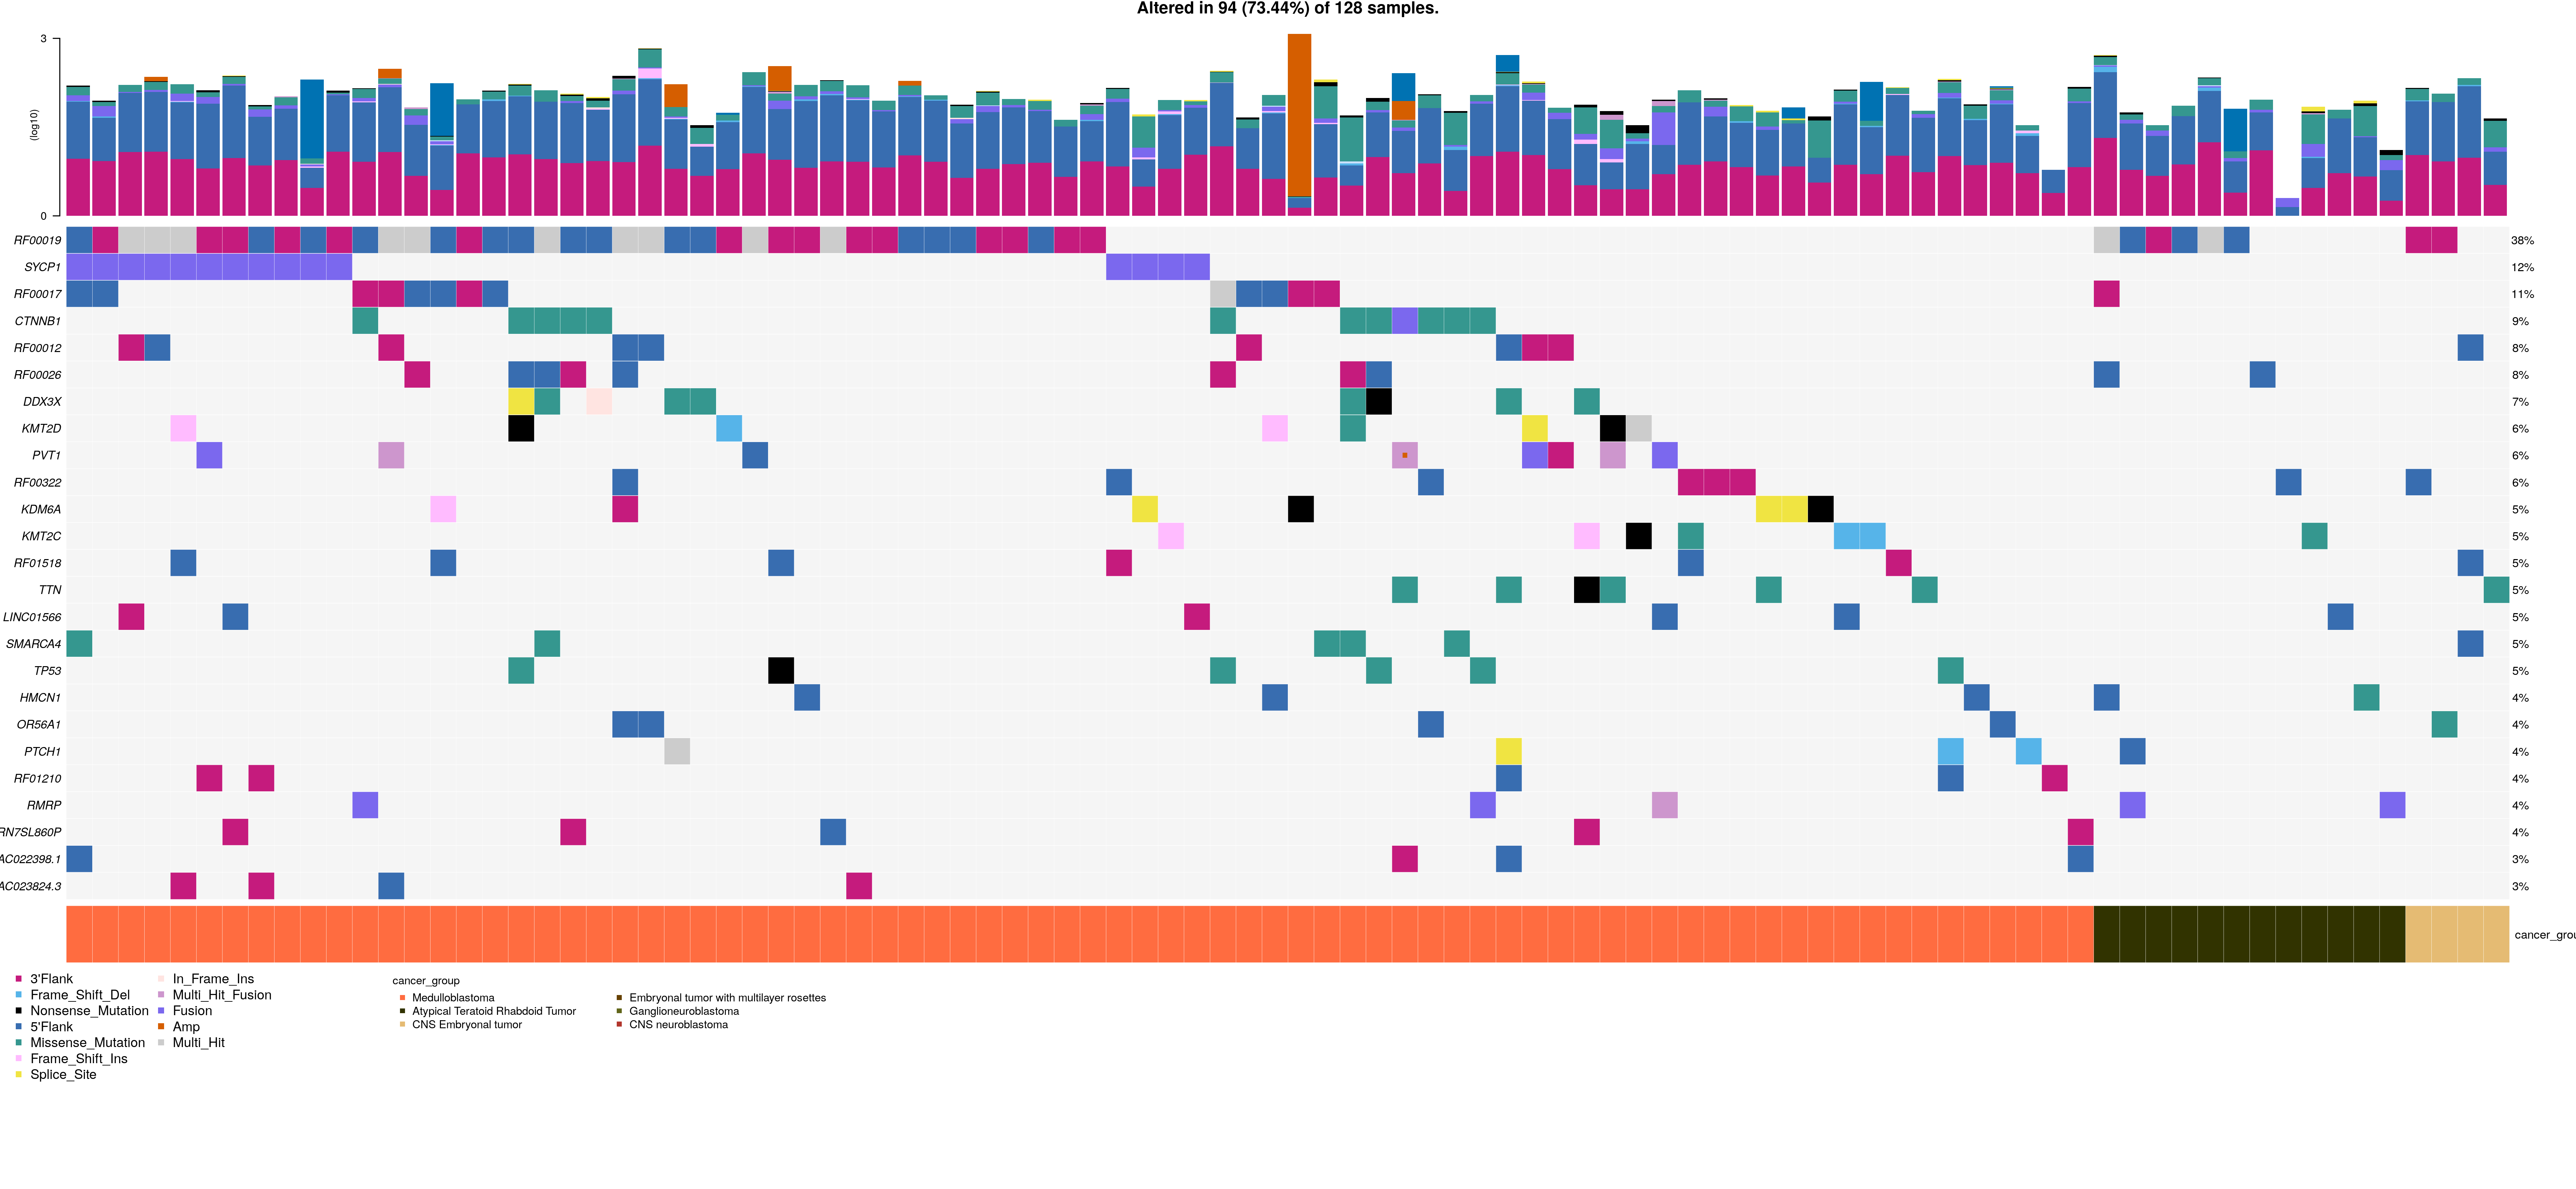 Altered in 94 (73.44%) of 128 samples.
3
(log10)
0
RF00019 38%
SYCP1 12%
RF00017 11%
CTNNB1 9%
RF00012 8%
RF00026 8%
DDX3X 7%
KMT2D 6%
PVT1 6%
RF00322 6%
KDM6A 5%
KMT2C 5%
RF01518 5%
TTN 5%
LINC01566 5%
SMARCA4 5%
TP53 5%
HMCN1 4%
OR56A1 4%
PTCH1 4%
RF01210 4%
RMRP 4%
RN7SL860P 4%
AC022398.1 3%
AC023824.3 3%
cancer_grou
3'Flank
Frame_Shift_Del
Nonsense_Mutation
5'Flank
Missense_Mutation
Frame_Shift_Ins
Splice_Site
In_Frame_Ins
Multi_Hit_Fusion
Fusion
Amp
Multi_Hit
cancer_group
Medulloblastoma
Atypical Teratoid Rhabdoid Tumor
CNS Embryonal tumor
Embryonal tumor with multilayer rosettes
Ganglioneuroblastoma
CNS neuroblastoma